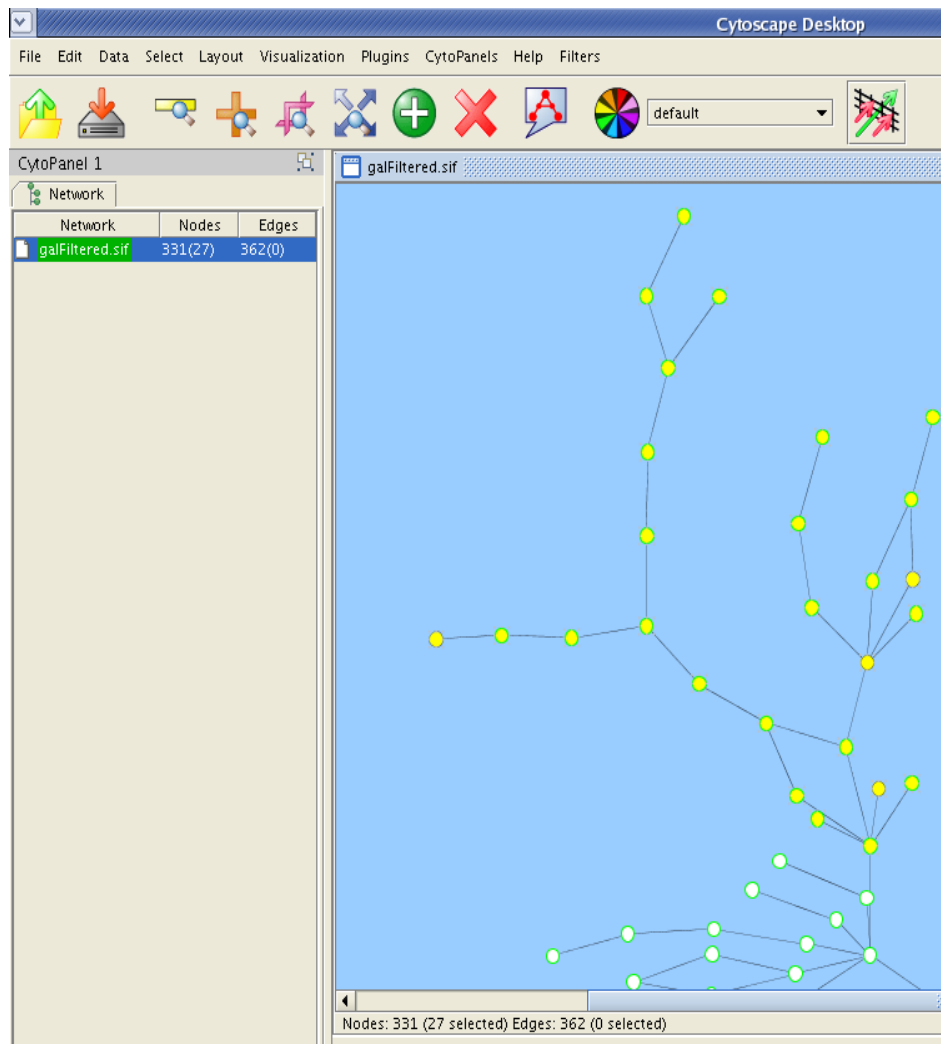 Cytoscape Desktop
File Edit Data Select Layout Visualization Plugins CytoPanels Help Filters
default
CytoPanel 1
galFiltered.sif
Network
Network Nodes Edges
galFiltered.sif 331(27) 362(0)
Nodes: 331 (27 selected) Edges: 362 (0 selected)